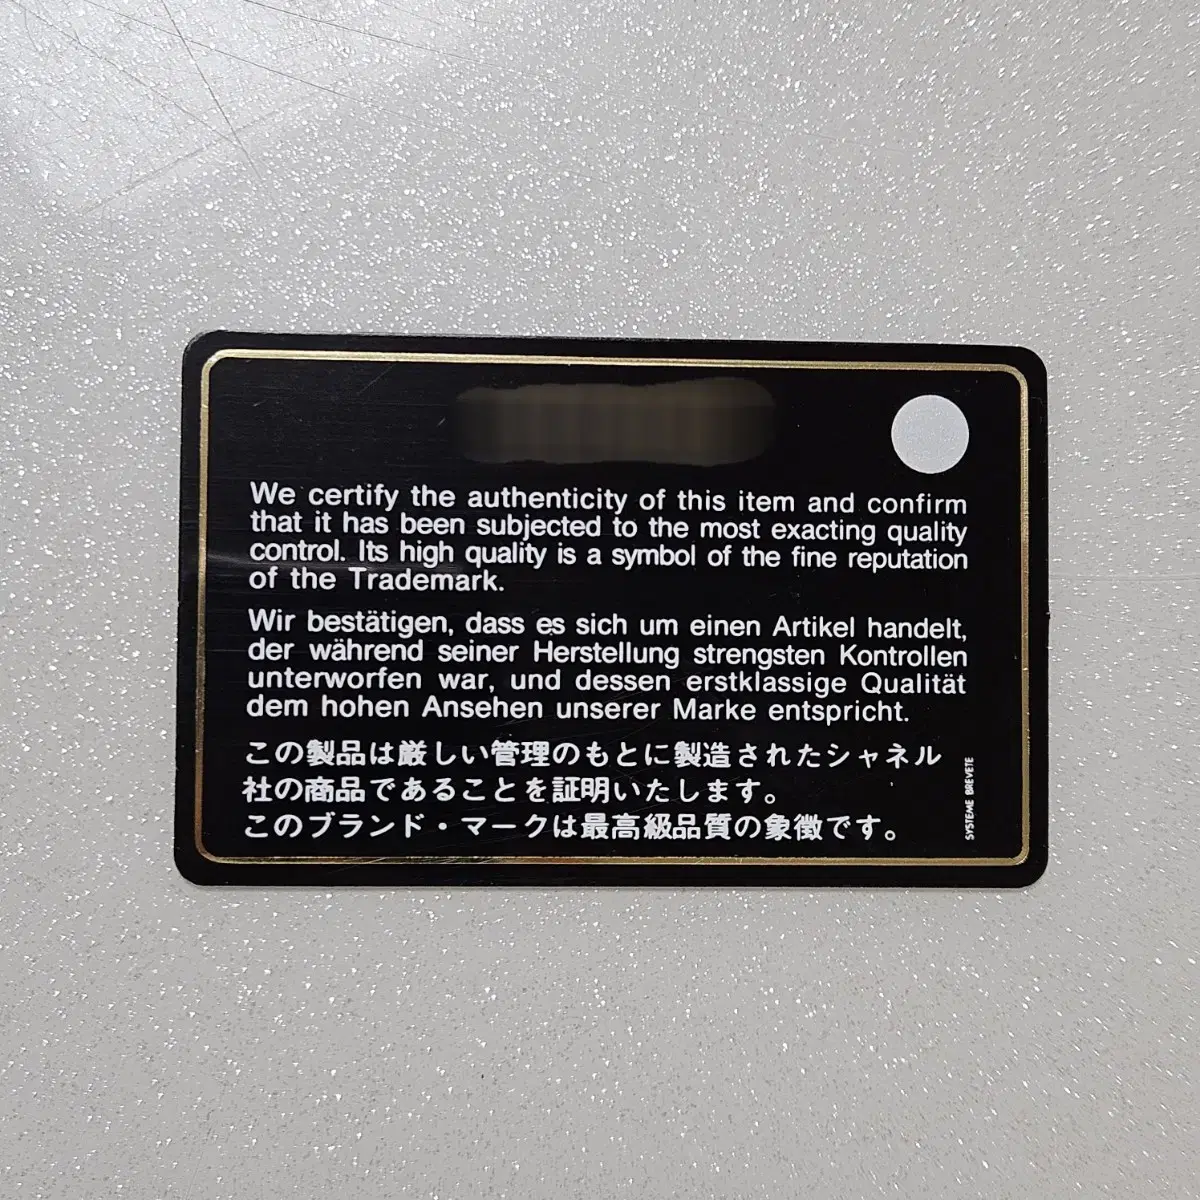 We certify the authenticity of this item and confirm
that it has been subjected to the most exacting quality
control. Its high quality is a symbol of the fine reputation
of the Trademark.
Wir bestätigen, dass es sich um einen Artikel handelt,
der während seiner Herstellung strengsten Kontrollen
unterworfen war, und dessen erstklassige Qualität
dem hohen Ansehen unserer Marke entspricht.
この製品は厳しい管理のもとに製造されたシャネル
社の商品であることを証明いたします。
このブランド・マークは最高級品質の象徴です。
SYSTEME BREVETE